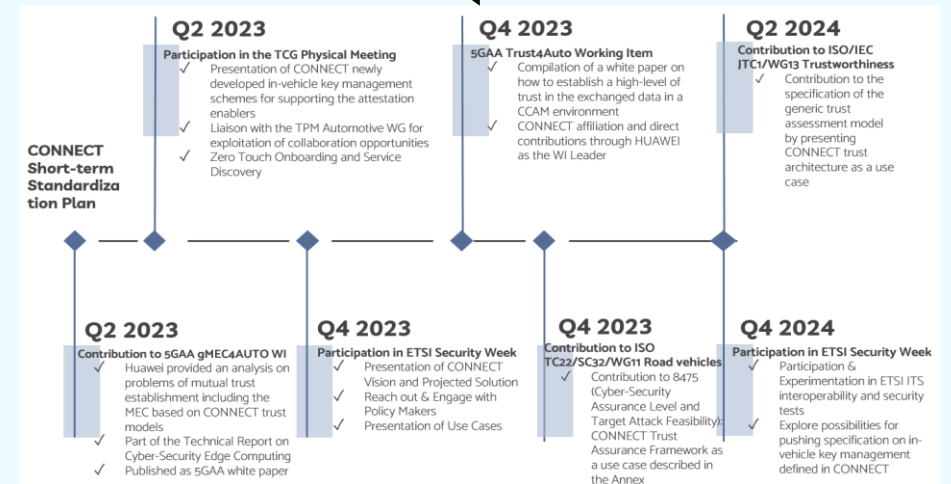 CONNECT
Short-term
Standardiza
tion Plan
Q2 2023
Participation in the TCG Physical Meeting
✓ Presentation of CONNECT newly
developed in-vehicle key management
schemes for supporting the attestation
enablers
✓ Liaison with the TPM Automotive WG for
exploitation of collaboration opportunities
✓ Zero Touch Onboarding and Service
Discovery
Q4 2023
5GAA Trust4Auto Working Item
✓ Compilation of a white paper on
how to establish a high-level of
trust in the exchanged data in a
CCAM environment
✓ CONNECT affiliation and direct
contributions through HUAWEI
as the WI Leader
Q2 2024
Contribution to ISO/IEC
JTC1/WG13 Trustworthiness
✓ Contribution to the
specification of the
generic trust
assessment model
by presenting
CONNECT trust
architecture as a use
case
Q2 2023
Contribution to 5GAA gMEC4AUTO WI
✓ Huawei provided an analysis on
problems of mutual trust
establishment including the
MEC based on CONNECT trust
models
✓ Part of the Technical Report on
Cyber-Security Edge Computing
✓ Published as 5GAA white paper
Q4 2023
Participation in ETSI Security Week
✓ Presentation of CONNECT
Vision and Projected Solution
✓ Reach out & Engage with
Policy Makers
✓ Presentation of Use Cases
Q4 2023
Contribution to ISO
TC22/SC32/WG11 Road vehicles
✓ Contribution to 8475
(Cyber-Security
Assurance Level and
Target Attack Feasibility):
CONNECT Trust
Assurance Framework as
a use case described in
the Annex
Q4 2024
Participation in ETSI Security Week
✓ Participation &
Experimentation in ETSI ITS
interoperability and security
tests
✓ Explore possibilities for
pushing specification on in-
vehicle key management
defined in CONNECT